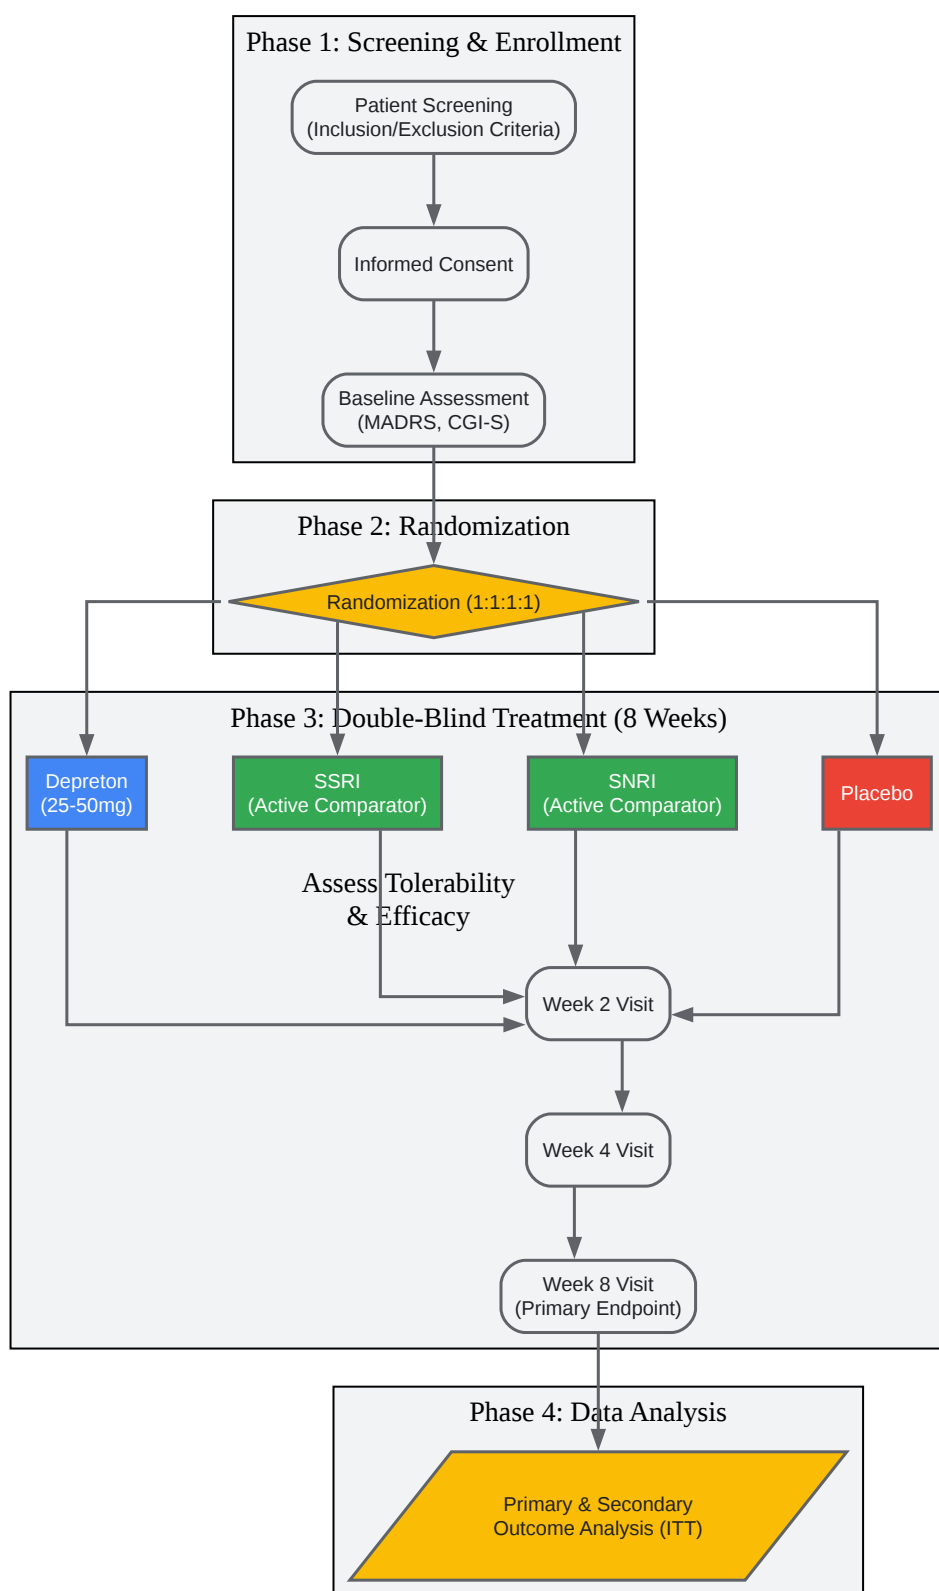 Phase 1: Screening & Enrollment
Patient Screening
(Inclusion/Exclusion Criteria)
Informed Consent
Baseline Assessment
(MADRS, CGI-S)
Phase 2: Randomization
Randomization (1:1:1:1)
Phase 3: Double-Blind Treatment (8 Weeks)
Depreton
(25-50mg)
SSRI
(Active Comparator)
SNRI
(Active Comparator)
Placebo
Assess Tolerability
& Efficacy
Week 2 Visit
Week 4 Visit
Week 8 Visit
(Primary Endpoint)
Phase 4: Data Analysis
Primary & Secondary
Outcome Analysis (ITT)